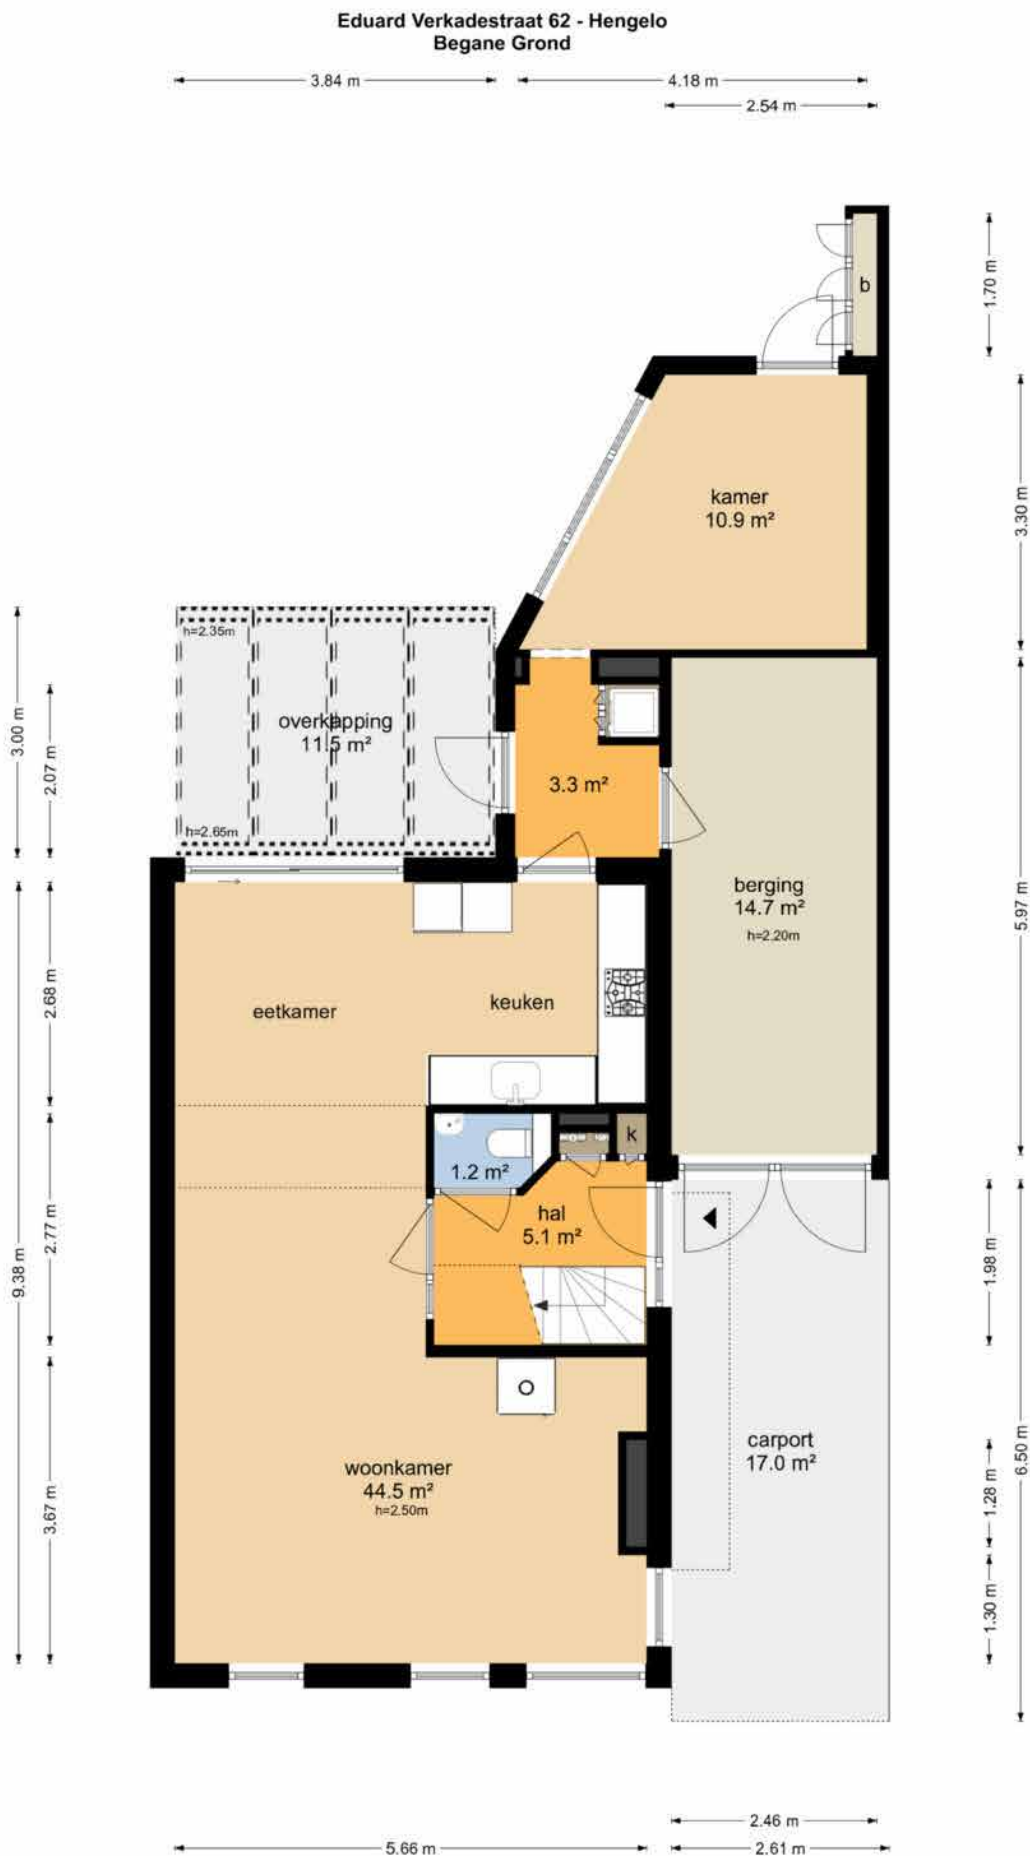 Eduard Verkadestraat 62 - Hengelo
Begane Grond
3.84 m
4.18 m
2.54 m
1.70 m
b
kamer
10.9 m²
3.30 m
h=2.35m
overkapping
11.5 m²
h=2.65m
3.00 m
2.07 m
3.3 m²
berging
14.7 m²
h=2.20m
5.97 m
eetkamer
keuken
2.68 m
9.38 m
1.2 m²
k
hal
5.1 m²
2.77 m
1.98 m
woonkamer
44.5 m²
h=2.50m
3.67 m
carport
17.0 m²
1.28 m
6.50 m
1.30 m
2.46 m
5.66 m
2.61 m